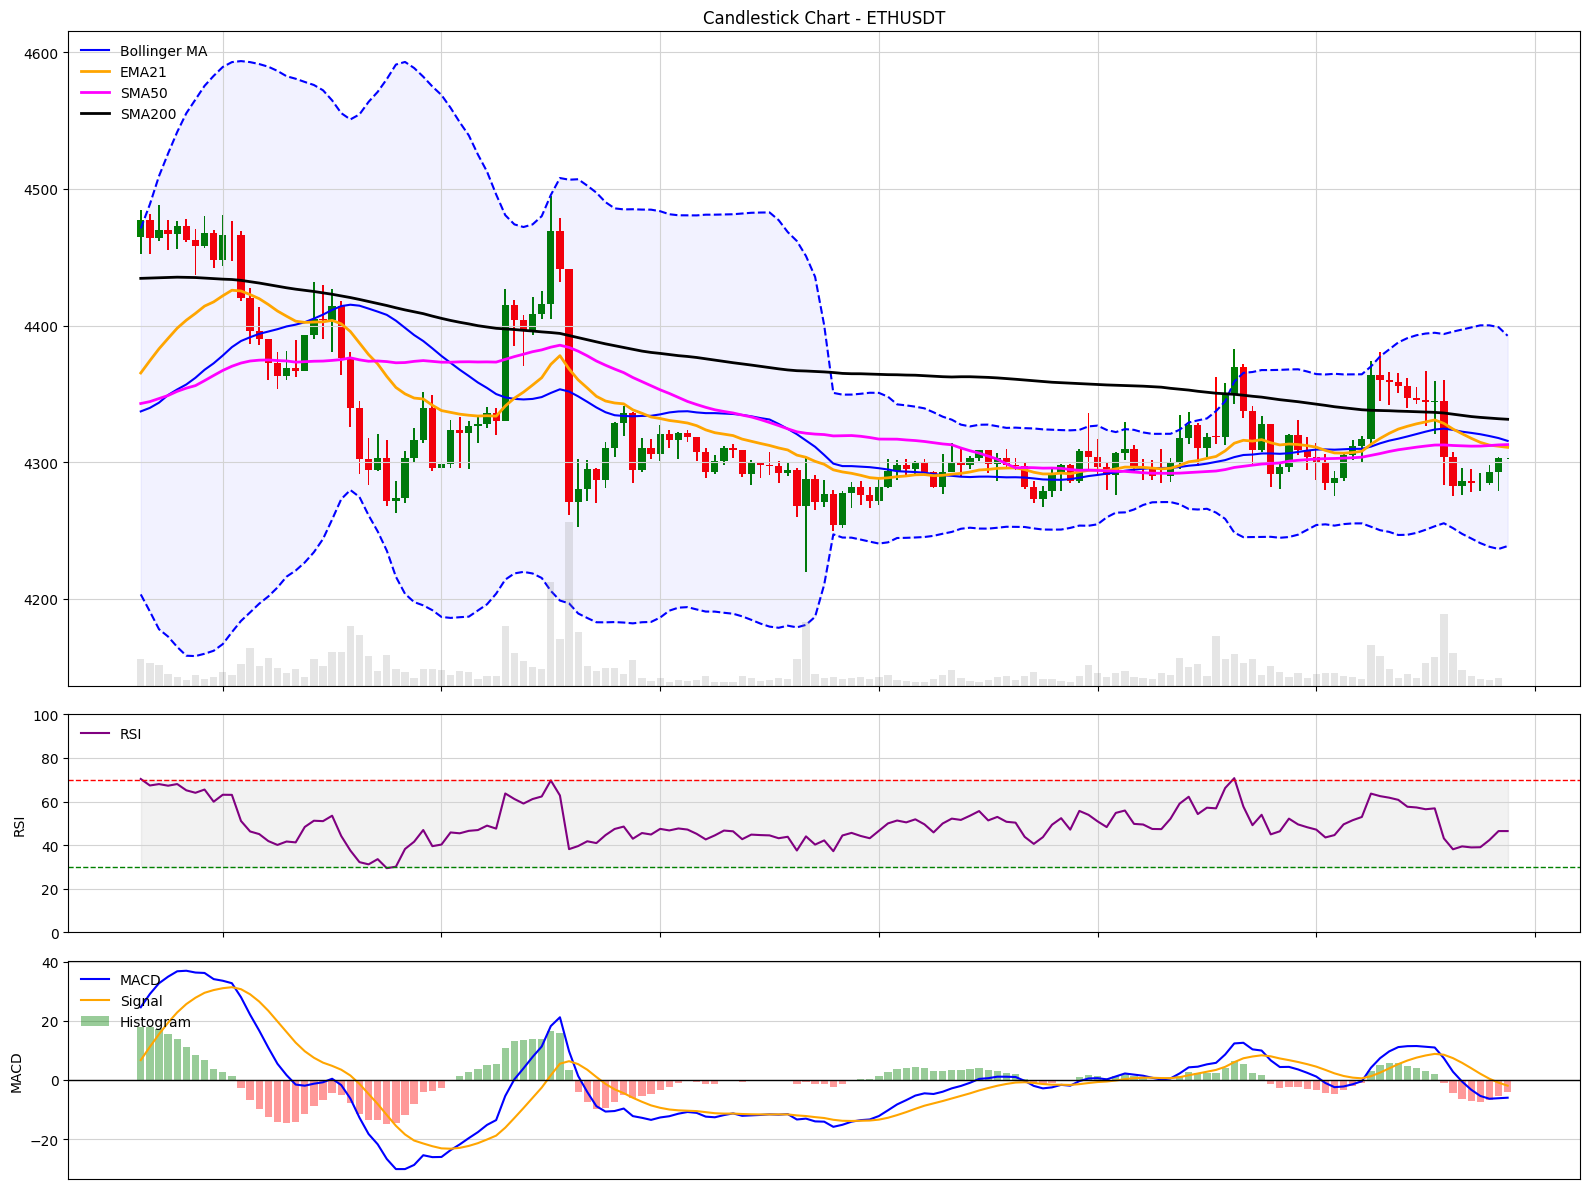 Candlestick Chart - ETHUSDT
4600
4500
4400
4300
4200
Bollinger MA
EMA21
SMA50
SMA200
100
80
60
40
20
0
RSI
RSI
40
20
0
−20
MACD
MACD
Signal
Histogram